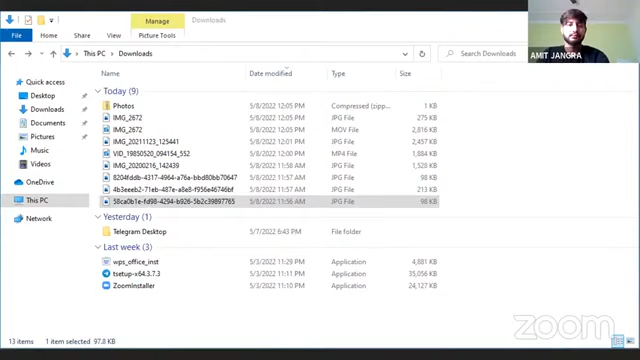 Manage
Downloads
File
Home
Share
View
Picture Tools
This PC
Downloads
Search Downloads
AMIT JANGRA
Name
Date modified
Type
Size
Quick access
Desktop
Downloads
Documents
Pictures
Music
Videos
OneDrive
This PC
Network
Today (9)
Photos 5/8/2022 12:05 PM Compressed (zipp... 1 KB
IMG_2672 5/8/2022 12:05 PM JPG File 275 KB
IMG_2672 5/8/2022 12:05 PM MOV File 2,816 KB
IMG_20211123_125441 5/8/2022 12:01 PM JPG File 2,457 KB
VID_19850520_094154_552 5/8/2022 12:00 PM MP4 File 1,884 KB
IMG_20200216_142439 5/8/2022 11:58 AM JPG File 1,528 KB
5/8/2022 11:57 AM JPG File 98 KB
5/8/2022 11:57 AM JPG File 213 KB
58ca0b1e-fd98-4294-b926-5b2c39897765 5/8/2022 11:56 AM JPG File 98 KB
Yesterday (1)
Telegram Desktop 5/7/2022 6:43 PM File folder
Last week (3)
wps_office_inst 5/3/2022 11:29 PM Application 4,881 KB
tsetup-x64.3.7.3 5/3/2022 11:11 PM Application 35,056 KB
ZoomInstaller 5/3/2022 11:10 PM Application 24,127 KB
13 items
1 item selected 97.8 KB
zoom